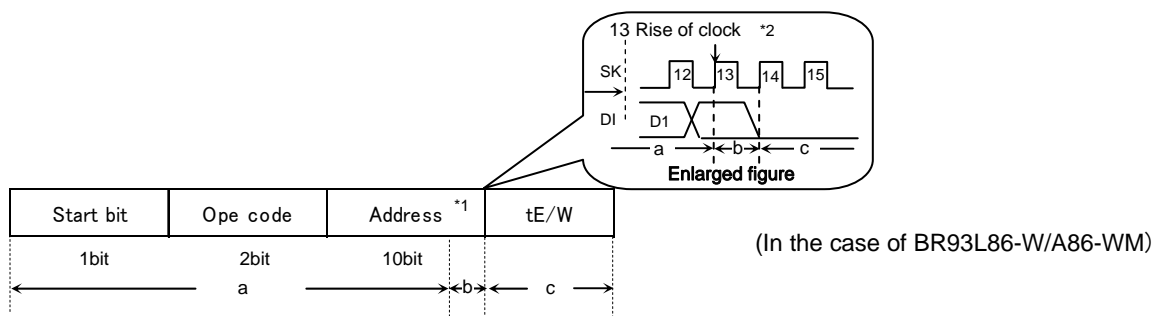 13 Rise of clock *2
SK 12 13 14 15
DI D1
a b c
Enlarged figure
Start bit Ope code Address *1 tE/W
1bit 2bit 10bit
a b c
(In the case of BR93L86-W/A86-WM)